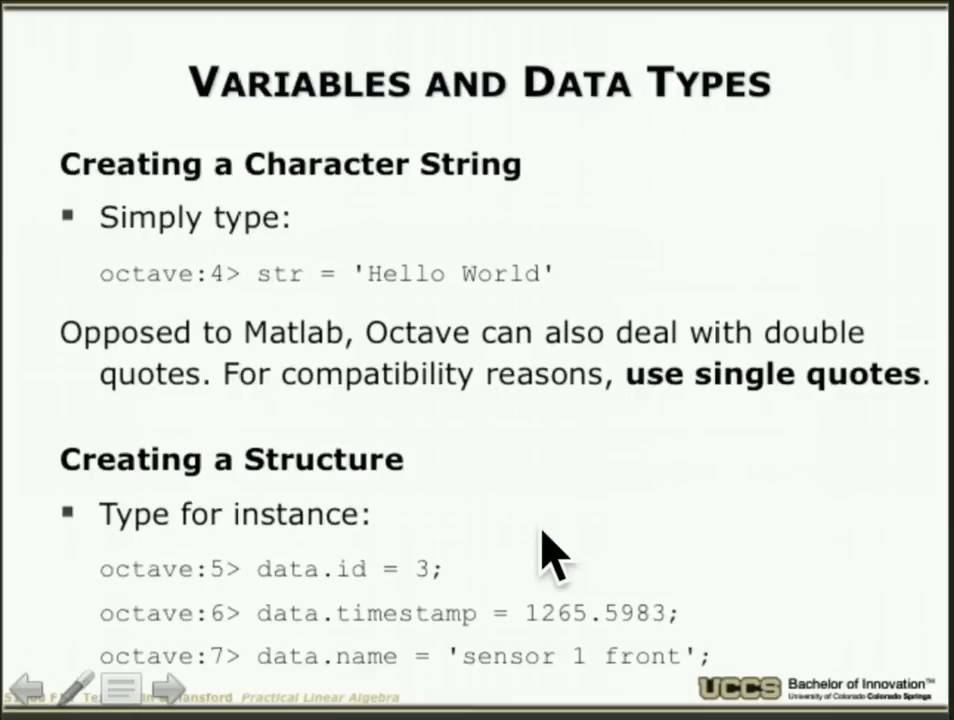 VARIABLES AND DATA TYPES
Creating a Character String
▪ Simply type:
octave:4> str = 'Hello World'
Opposed to Matlab, Octave can also deal with double
quotes. For compatibility reasons, use single quotes.
Creating a Structure
▪ Type for instance:
octave:5> data.id = 3;
octave:6> data.timestamp = 1265.5983;
octave:7> data.name = 'sensor 1 front';
Practical Linear Algebra
UCCS Bachelor of Innovation™
University of Colorado Colorado Springs